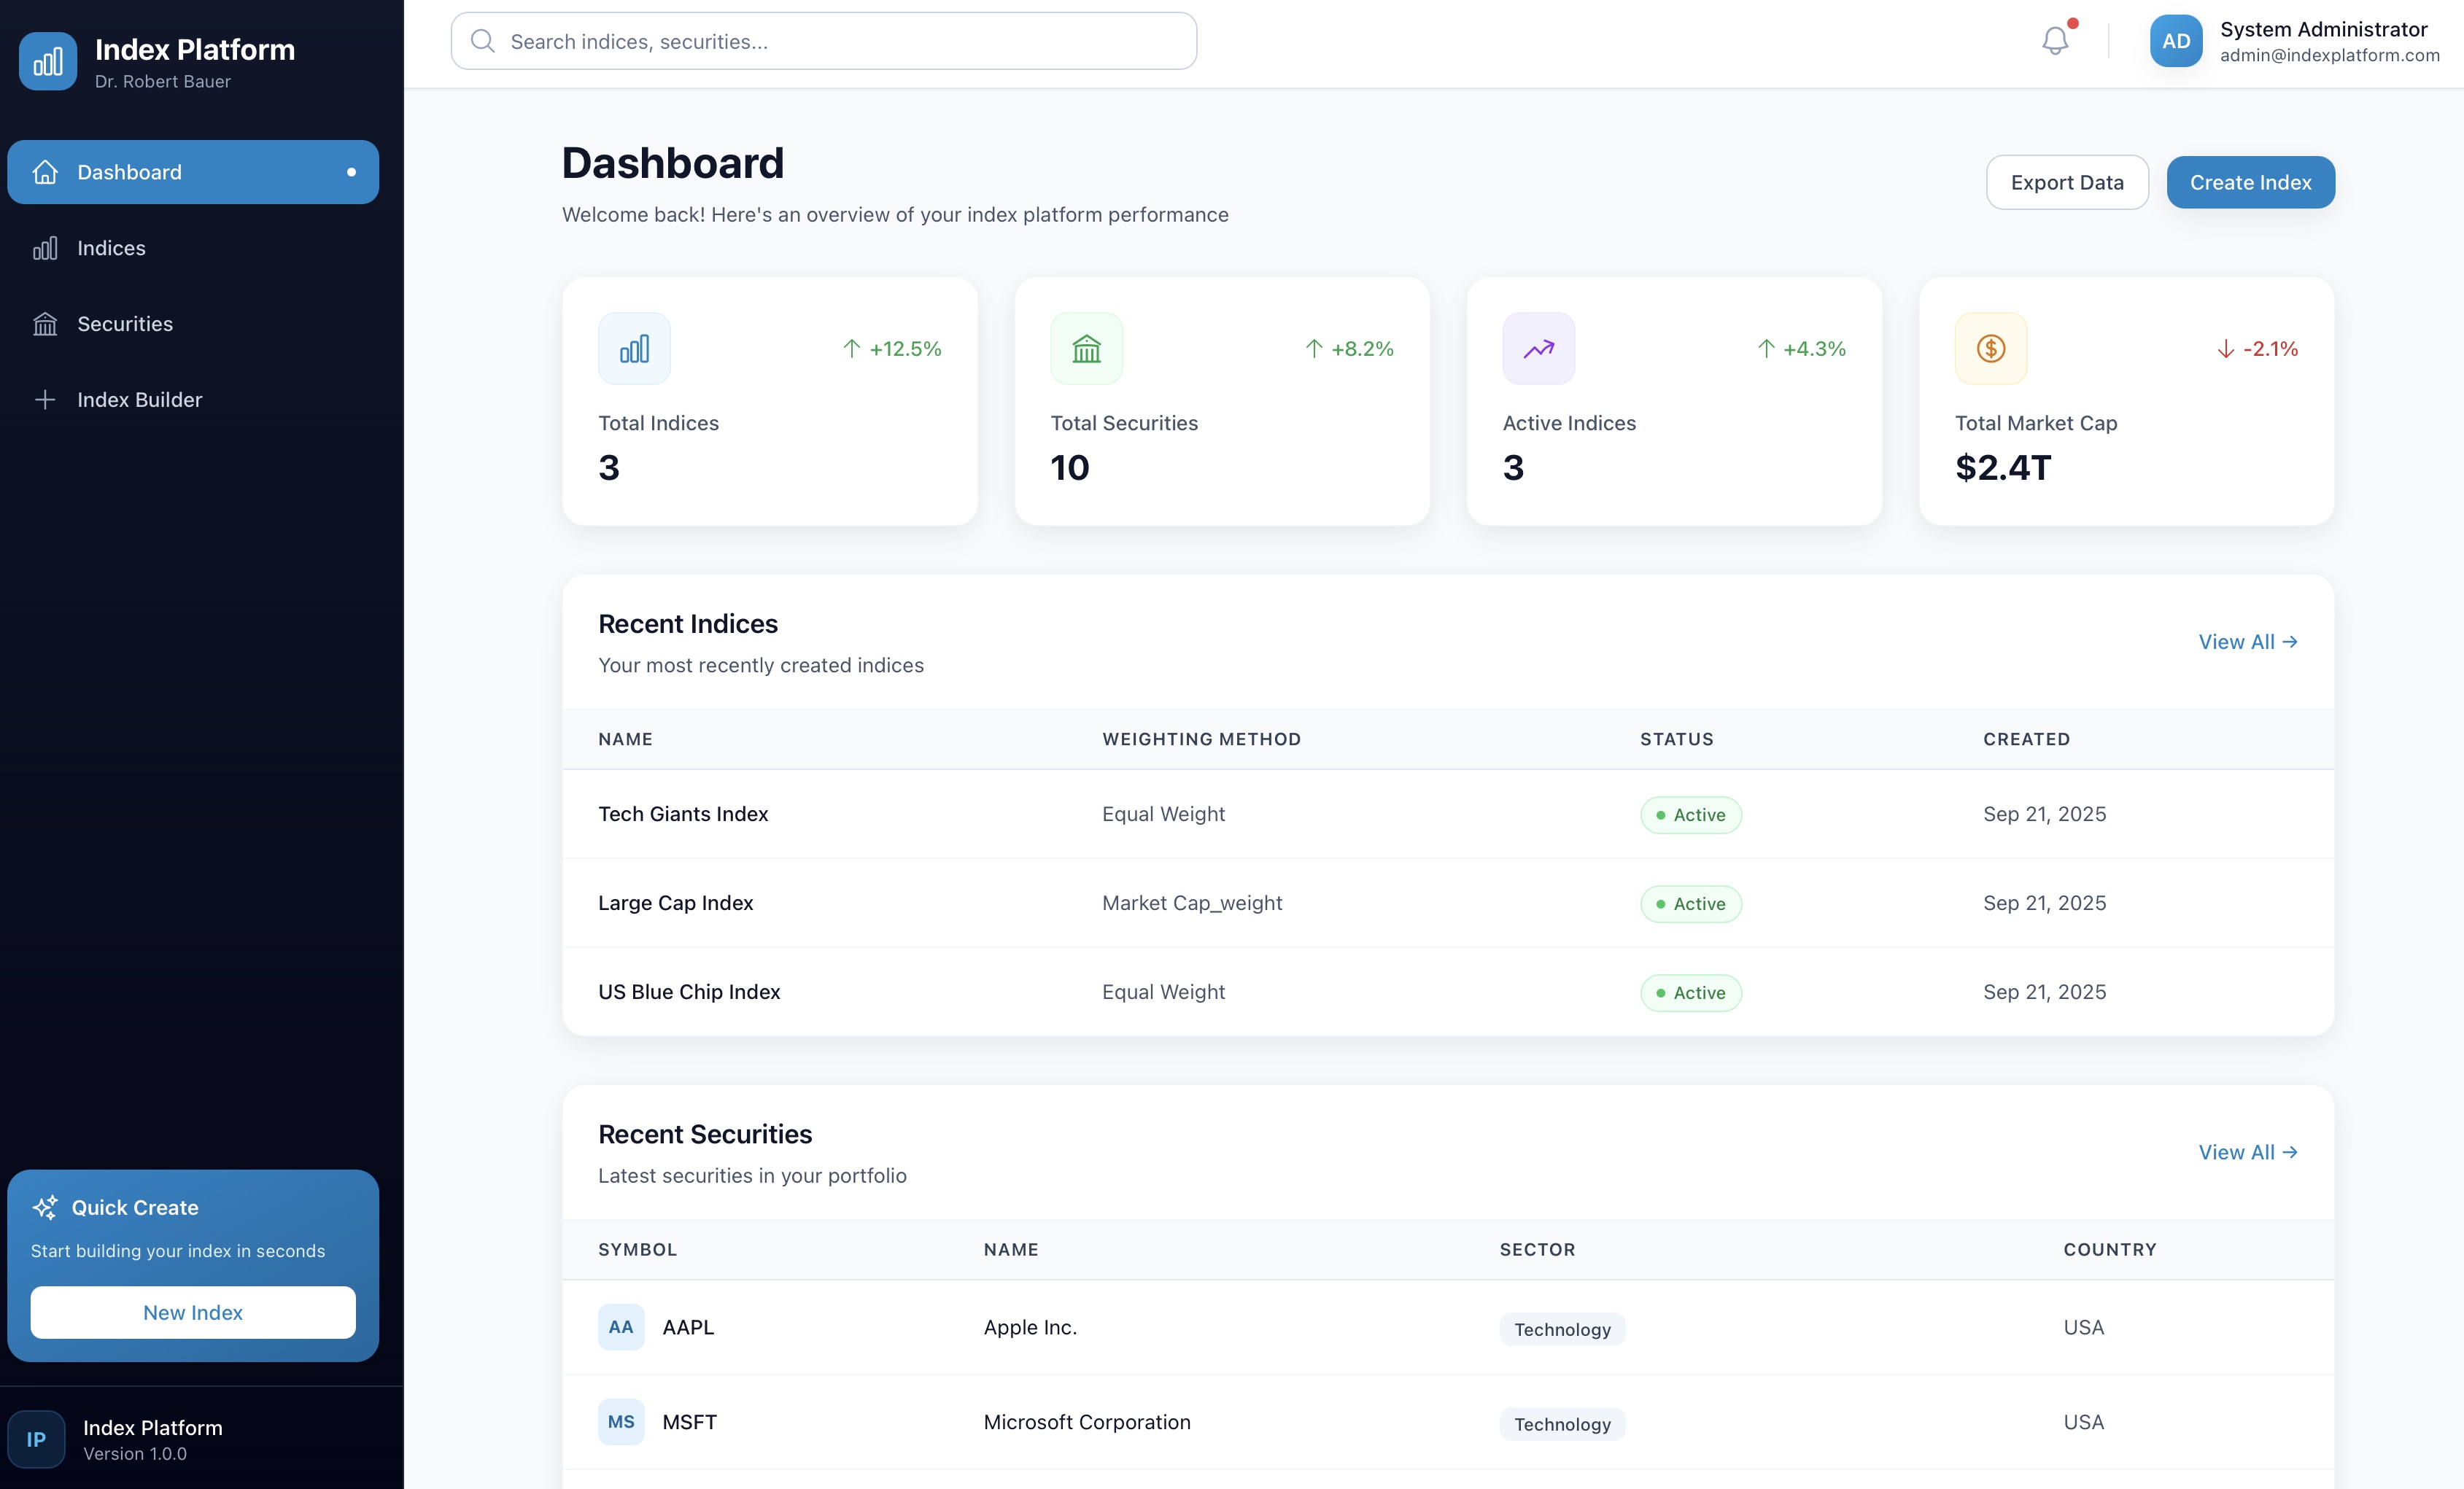 Index Platform
Dr. Robert Bauer
Dashboard
Indices
Securities
Index Builder
Quick Create
Start building your index in seconds
New Index
IP
Index Platform
Version 1.0.0
Search indices, securities...
AD
System Administrator
admin@indexplatform.com
Dashboard
Welcome back! Here's an overview of your index platform performance
Export Data
Create Index
+12.5%
Total Indices
3
+8.2%
Total Securities
10
+4.3%
Active Indices
3
-2.1%
Total Market Cap
$2.4T
Recent Indices
Your most recently created indices
View All →
NAME WEIGHTING METHOD STATUS CREATED
Tech Giants Index Equal Weight Active Sep 21, 2025
Large Cap Index Market Cap_weight Active Sep 21, 2025
US Blue Chip Index Equal Weight Active Sep 21, 2025
Recent Securities
Latest securities in your portfolio
View All →
SYMBOL NAME SECTOR COUNTRY
AA AAPL Apple Inc. Technology USA
MS MSFT Microsoft Corporation Technology USA